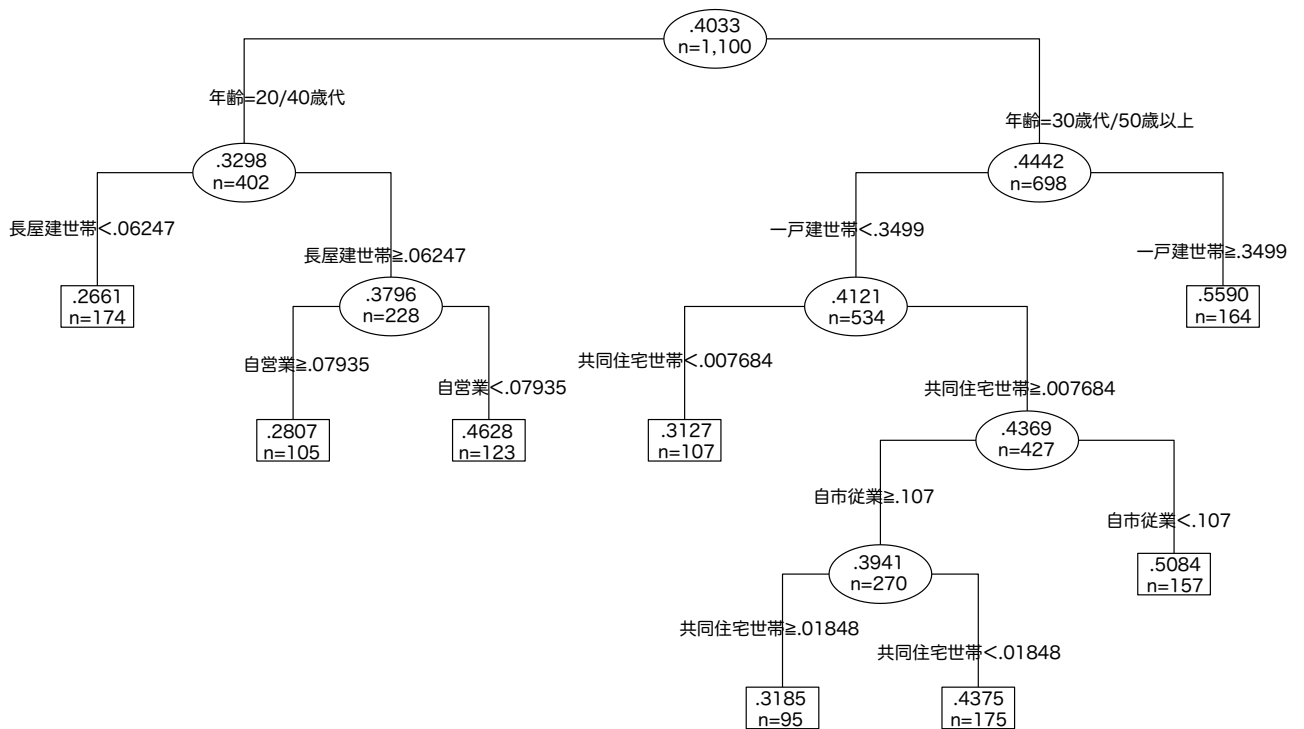 .4033
n=1,100
年齢=20/40歳代
年齢=30歳代/50歳以上
.3298
n=402
.4442
n=698
長屋建世帯<.06247
長屋建世帯≧.06247
一戸建世帯<.3499
一戸建世帯≧.3499
.2661
n=174
.3796
n=228
.4121
n=534
.5590
n=164
自営業≧.07935
自営業<.07935
共同住宅世帯<.007684
共同住宅世帯≧.007684
.2807
n=105
.4628
n=123
.3127
n=107
.4369
n=427
自市従業≧.107
自市従業<.107
.3941
n=270
.5084
n=157
共同住宅世帯≧.01848
共同住宅世帯<.01848
.3185
n=95
.4375
n=175